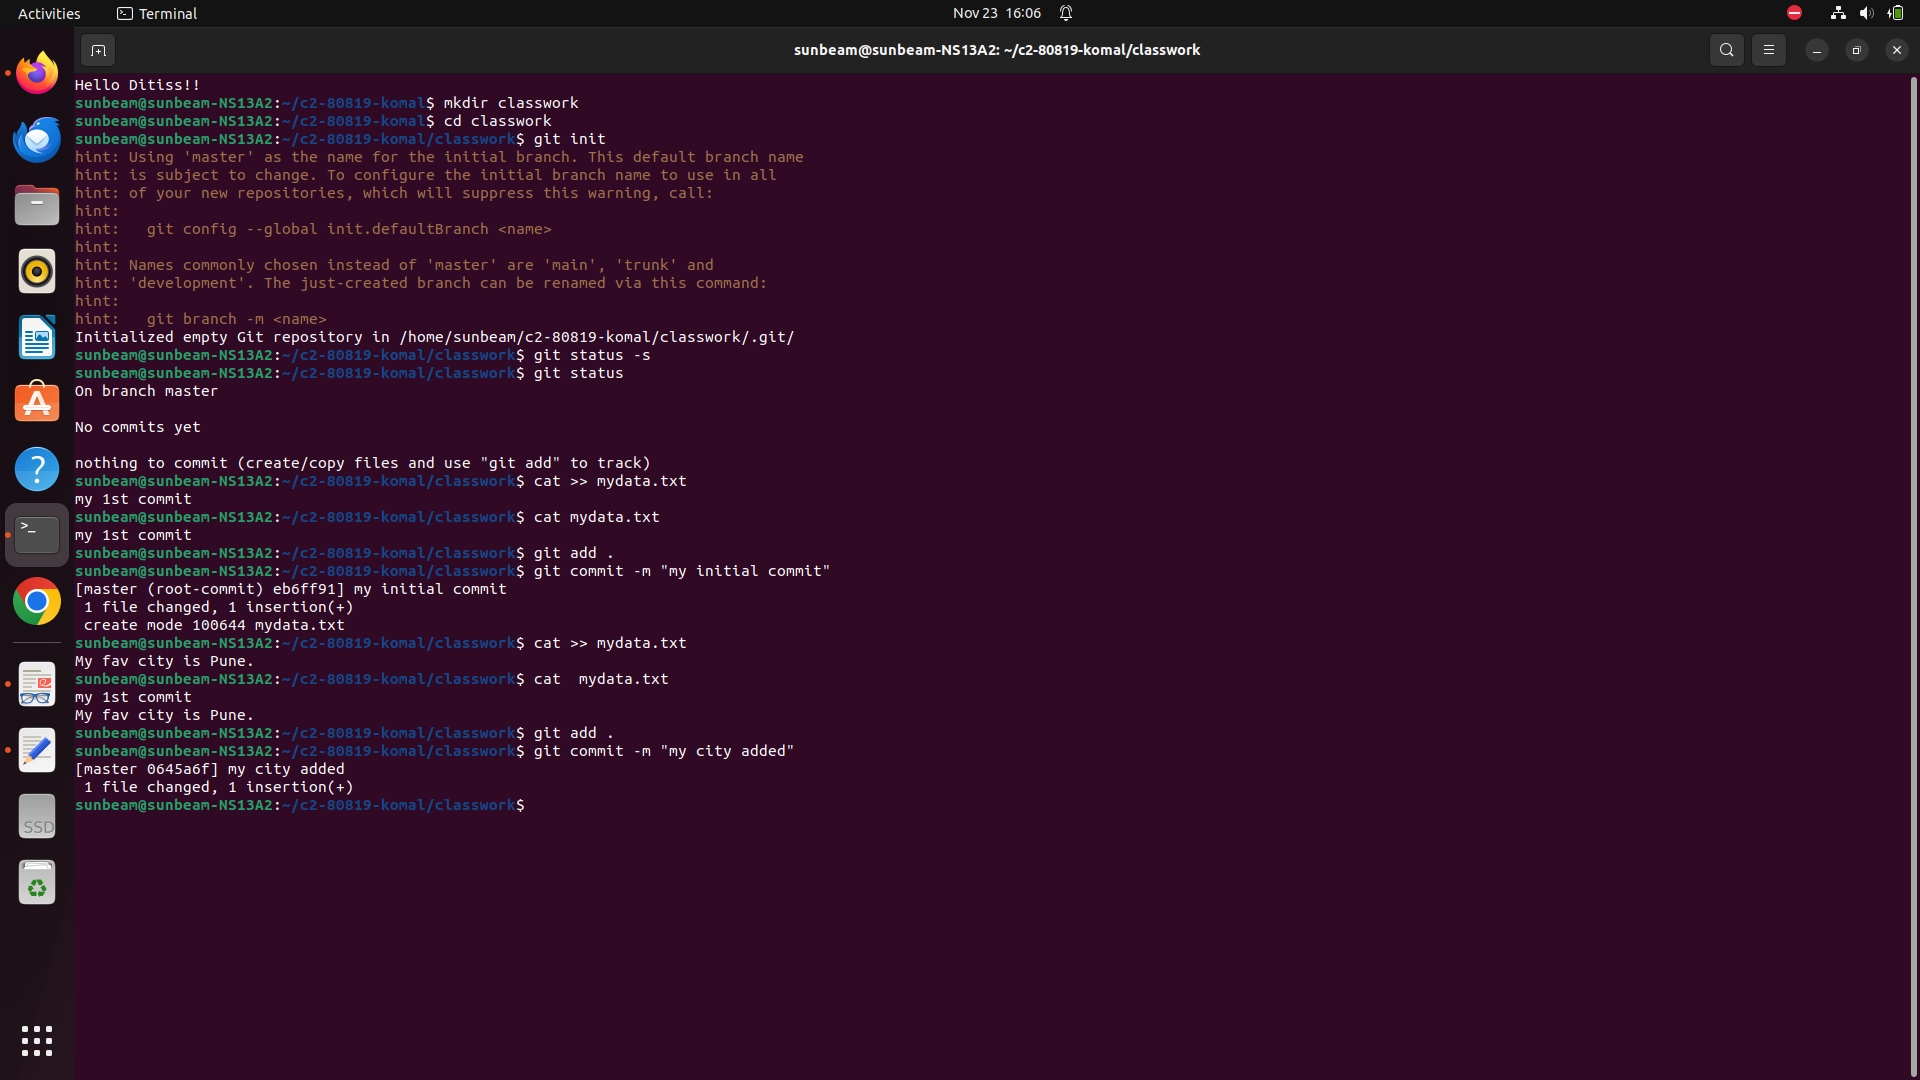 Activities Terminal Nov 23 16:06
sunbeam@sunbeam-NS13A2: ~/c2-80819-komal/classwork
Hello Ditiss!!
sunbeam@sunbeam-NS13A2:~/c2-80819-komal$ mkdir classwork
sunbeam@sunbeam-NS13A2:~/c2-80819-komal$ cd classwork
sunbeam@sunbeam-NS13A2:~/c2-80819-komal/classwork$ git init
hint: Using 'master' as the name for the initial branch. This default branch name
hint: is subject to change. To configure the initial branch name to use in all
hint: of your new repositories, which will suppress this warning, call:
hint:
hint:   git config --global init.defaultBranch <name>
hint:
hint: Names commonly chosen instead of 'master' are 'main', 'trunk' and
hint: 'development'. The just-created branch can be renamed via this command:
hint:
hint:   git branch -m <name>
Initialized empty Git repository in /home/sunbeam/c2-80819-komal/classwork/.git/
sunbeam@sunbeam-NS13A2:~/c2-80819-komal/classwork$ git status -s
sunbeam@sunbeam-NS13A2:~/c2-80819-komal/classwork$ git status
On branch master
No commits yet
nothing to commit (create/copy files and use "git add" to track)
sunbeam@sunbeam-NS13A2:~/c2-80819-komal/classwork$ cat >> mydata.txt
my 1st commit
sunbeam@sunbeam-NS13A2:~/c2-80819-komal/classwork$ cat mydata.txt
my 1st commit
sunbeam@sunbeam-NS13A2:~/c2-80819-komal/classwork$ git add .
sunbeam@sunbeam-NS13A2:~/c2-80819-komal/classwork$ git commit -m "my initial commit"
[master (root-commit) eb6ff91] my initial commit
 1 file changed, 1 insertion(+)
 create mode 100644 mydata.txt
sunbeam@sunbeam-NS13A2:~/c2-80819-komal/classwork$ cat >> mydata.txt
My fav city is Pune.
sunbeam@sunbeam-NS13A2:~/c2-80819-komal/classwork$ cat  mydata.txt
my 1st commit
My fav city is Pune.
sunbeam@sunbeam-NS13A2:~/c2-80819-komal/classwork$ git add .
sunbeam@sunbeam-NS13A2:~/c2-80819-komal/classwork$ git commit -m "my city added"
[master 0645a6f] my city added
 1 file changed, 1 insertion(+)
sunbeam@sunbeam-NS13A2:~/c2-80819-komal/classwork$
SSD